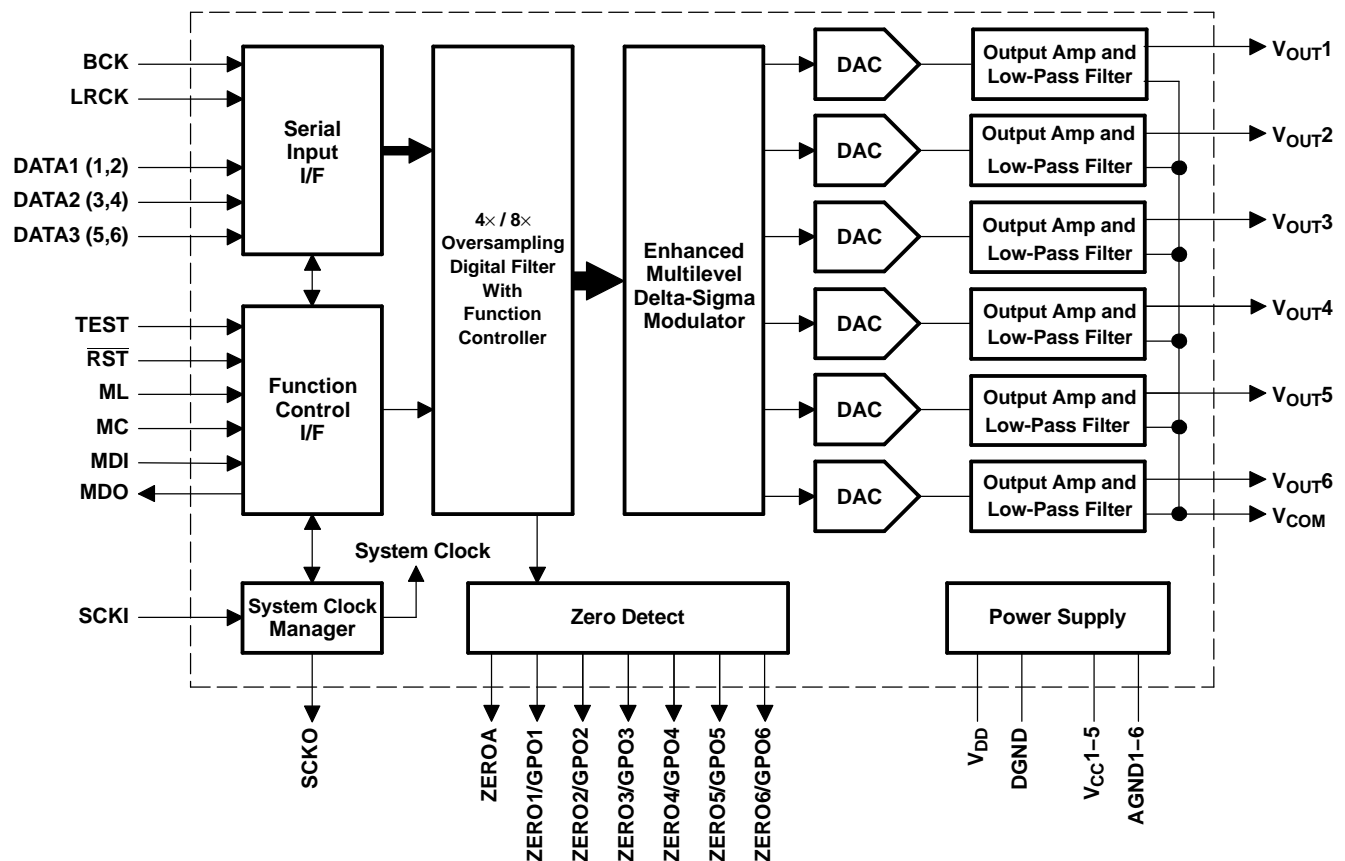 BCK
LRCK
DATA1 (1,2)
DATA2 (3,4)
DATA3 (5,6)
TEST
RST
ML
MC
MDI
MDO
SCKI
Serial
Input
I/F
Function
Control
I/F
System Clock
Manager
System Clock
SCKO
4× / 8×
Oversampling
Digital Filter
With
Function
Controller
Enhanced
Multilevel
Delta-Sigma
Modulator
DAC
DAC
DAC
DAC
DAC
DAC
Output Amp and
Low-Pass Filter
Output Amp and
Low-Pass Filter
Output Amp and
Low-Pass Filter
Output Amp and
Low-Pass Filter
Output Amp and
Low-Pass Filter
Output Amp and
Low-Pass Filter
VOUT1
VOUT2
VOUT3
VOUT4
VOUT5
VOUT6
VCOM
Zero Detect
ZEROA
ZERO1/GPO1
ZERO2/GPO2
ZERO3/GPO3
ZERO4/GPO4
ZERO5/GPO5
ZERO6/GPO6
Power Supply
VDD
DGND
VCC1−5
AGND1−6